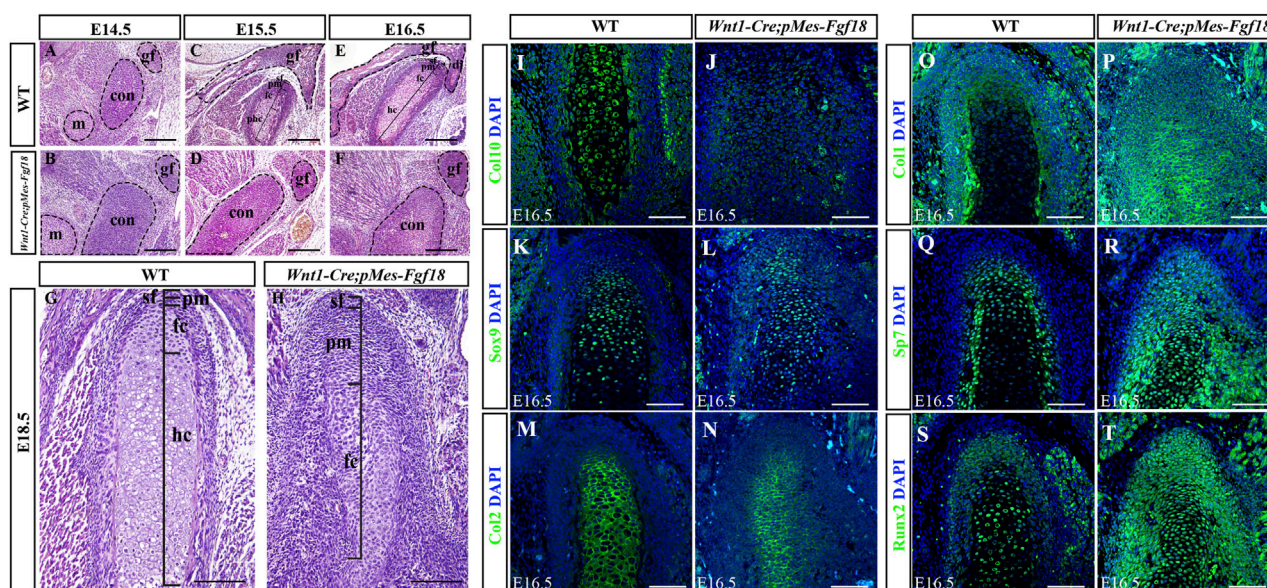 E14.5 E15.5 E16.5
WT
A gf con m
C gf pm fc phc
E gf pm fc hc
Wnt1-Cre;pMes-Fgf18
B gf con m
D gf con
F gf con
WT Wnt1-Cre;pMes-Fgf18
E18.5
G sf pm fc hc
H sf pm fc
WT Wnt1-Cre;pMes-Fgf18
Col10 DAPI
I E16.5
J E16.5
Sox9 DAPI
K E16.5
L E16.5
Col2 DAPI
M E16.5
N E16.5
WT Wnt1-Cre;pMes-Fgf18
Col1 DAPI
O E16.5
P E16.5
Sp7 DAPI
Q E16.5
R E16.5
Runx2 DAPI
S E16.5
T E16.5